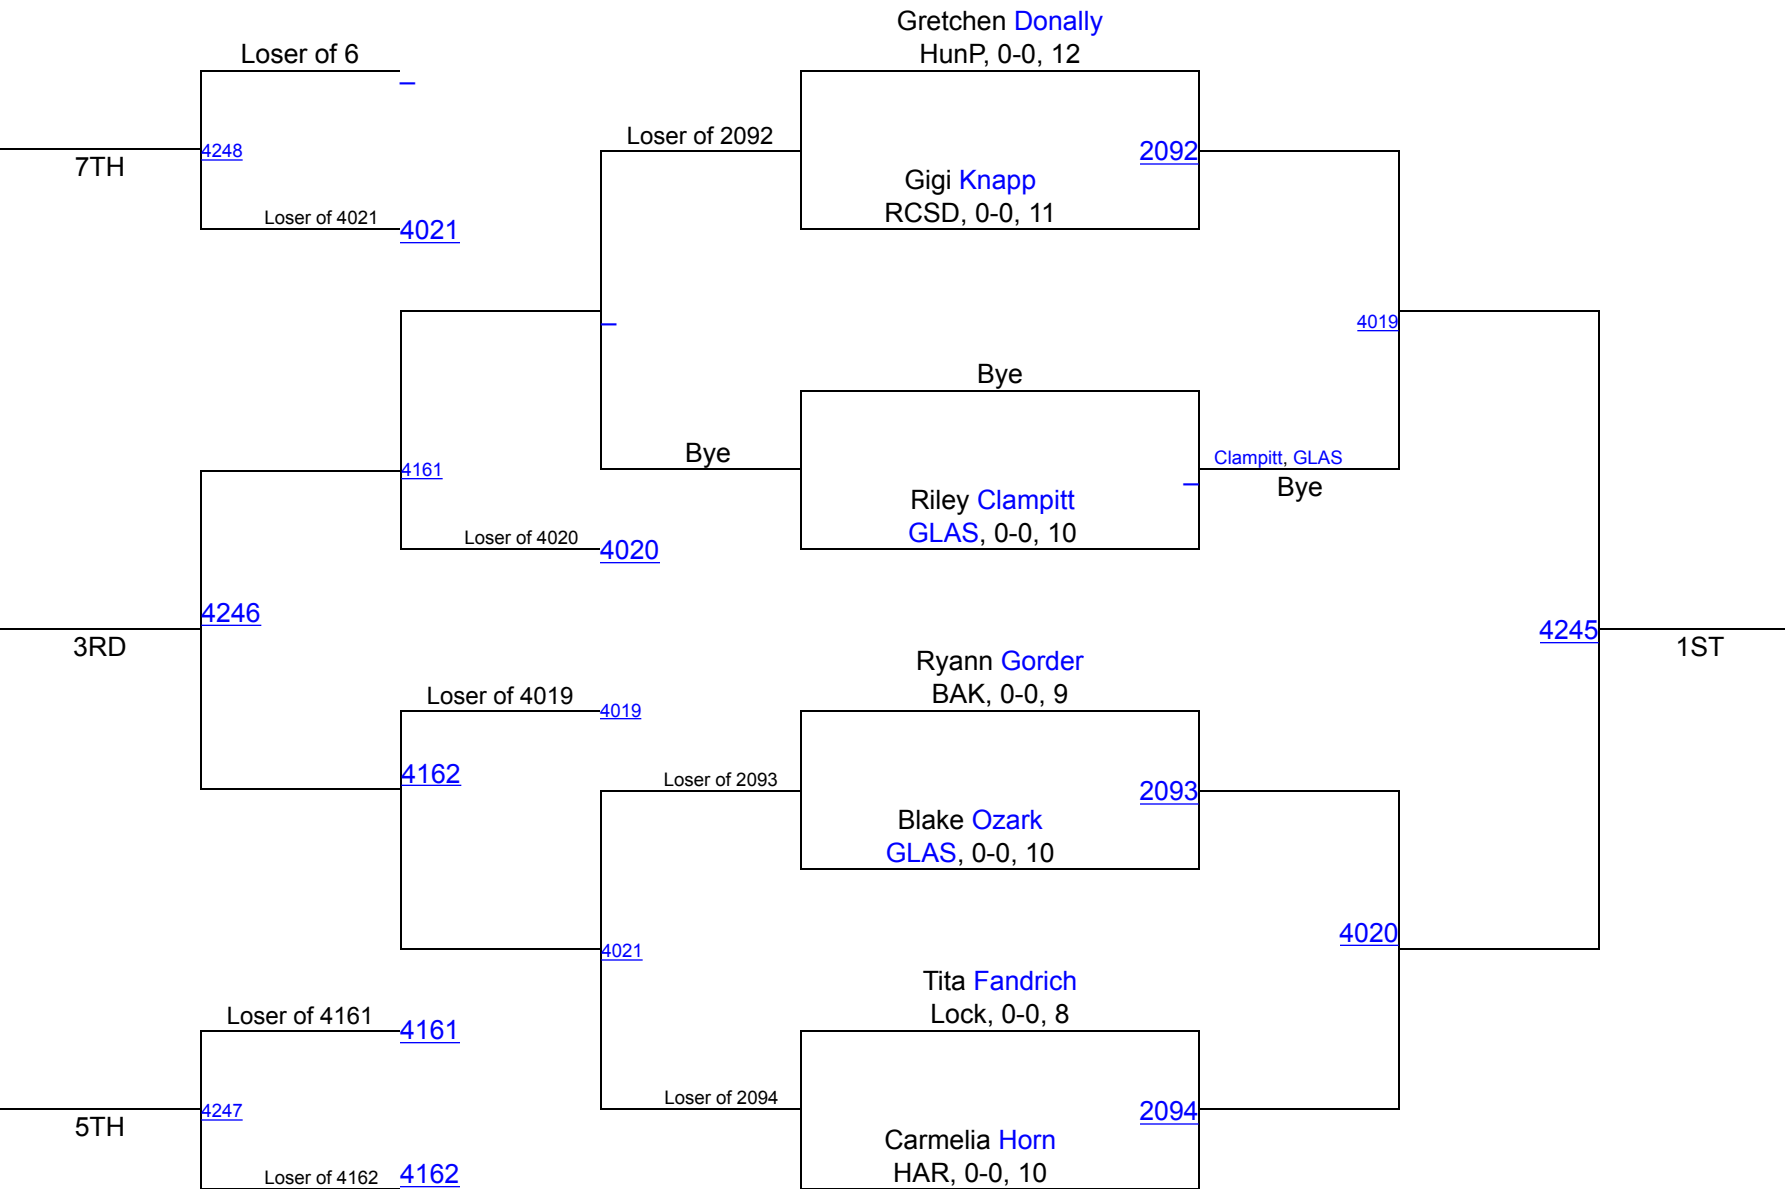 Gretchen Donally
HunP, 0-0, 12
Loser of 6
_
Loser of 2092
2092
4248
7TH
Gigi Knapp
RCSD, 0-0, 11
Loser of 4021
4021
_
4019
Bye
Bye
Clampitt, GLAS
4161
_
Bye
Riley Clampitt
GLAS, 0-0, 10
Loser of 4020
4020
4246
3RD
4245
1ST
Ryann Gorder
BAK, 0-0, 9
Loser of 4019
4019
4162
Loser of 2093
2093
Blake Ozark
GLAS, 0-0, 10
4021
4020
Tita Fandrich
Lock, 0-0, 8
Loser of 4161
4161
4247
5TH
Loser of 2094
2094
Carmelia Horn
HAR, 0-0, 10
Loser of 4162
4162